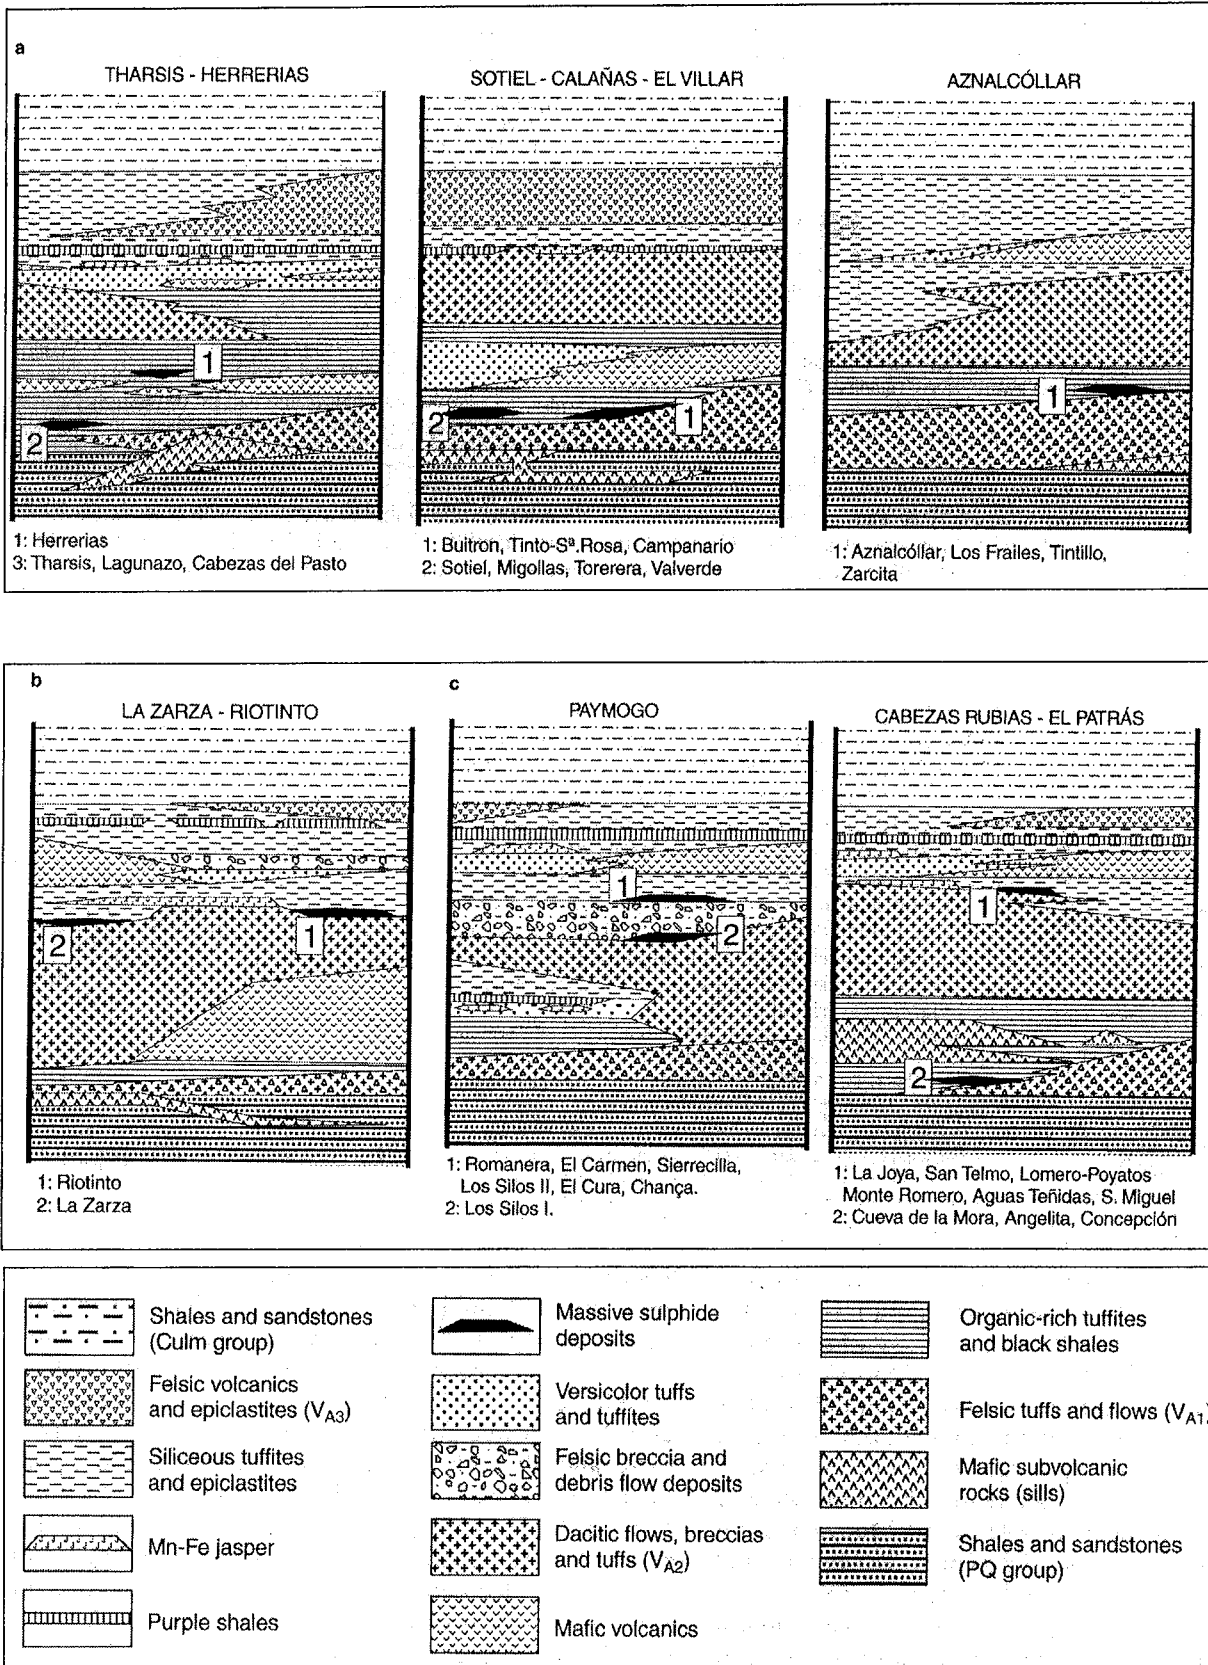 a
THARSIS - HERRERIAS
SOTIEL - CALAÑAS - EL VILLAR
AZNALCÓLLAR
1
2
2
1
1
1: Herrerias
3: Tharsis, Lagunazo, Cabezas del Pasto
1: Buitron, Tinto-Sª.Rosa, Campanario
2: Sotiel, Migollas, Torerera, Valverde
1: Aznalcóllar, Los Frailes, Tintillo,
Zarcita
b
LA ZARZA - RIOTINTO
c
PAYMOGO
CABEZAS RUBIAS - EL PATRÁS
2
1
1
2
1
2
1: Riotinto
2: La Zarza
1: Romanera, El Carmen, Sierrecilla,
Los Silos II, El Cura, Chança.
2: Los Silos I.
1: La Joya, San Telmo, Lomero-Poyatos
Monte Romero, Aguas Teñidas, S. Miguel
2: Cueva de la Mora, Angelita, Concepción
Shales and sandstones
(Culm group)
Felsic volcanics
and epiclastites (VA3)
Siliceous tuffites
and epiclastites
Mn-Fe jasper
Purple shales
Massive sulphide
deposits
Versicolor tuffs
and tuffites
Felsic breccia and
debris flow deposits
Dacitic flows, breccias
and tuffs (VA2)
Mafic volcanics
Organic-rich tuffites
and black shales
Felsic tuffs and flows (VA1)
Mafic subvolcanic
rocks (sills)
Shales and sandstones
(PQ group)